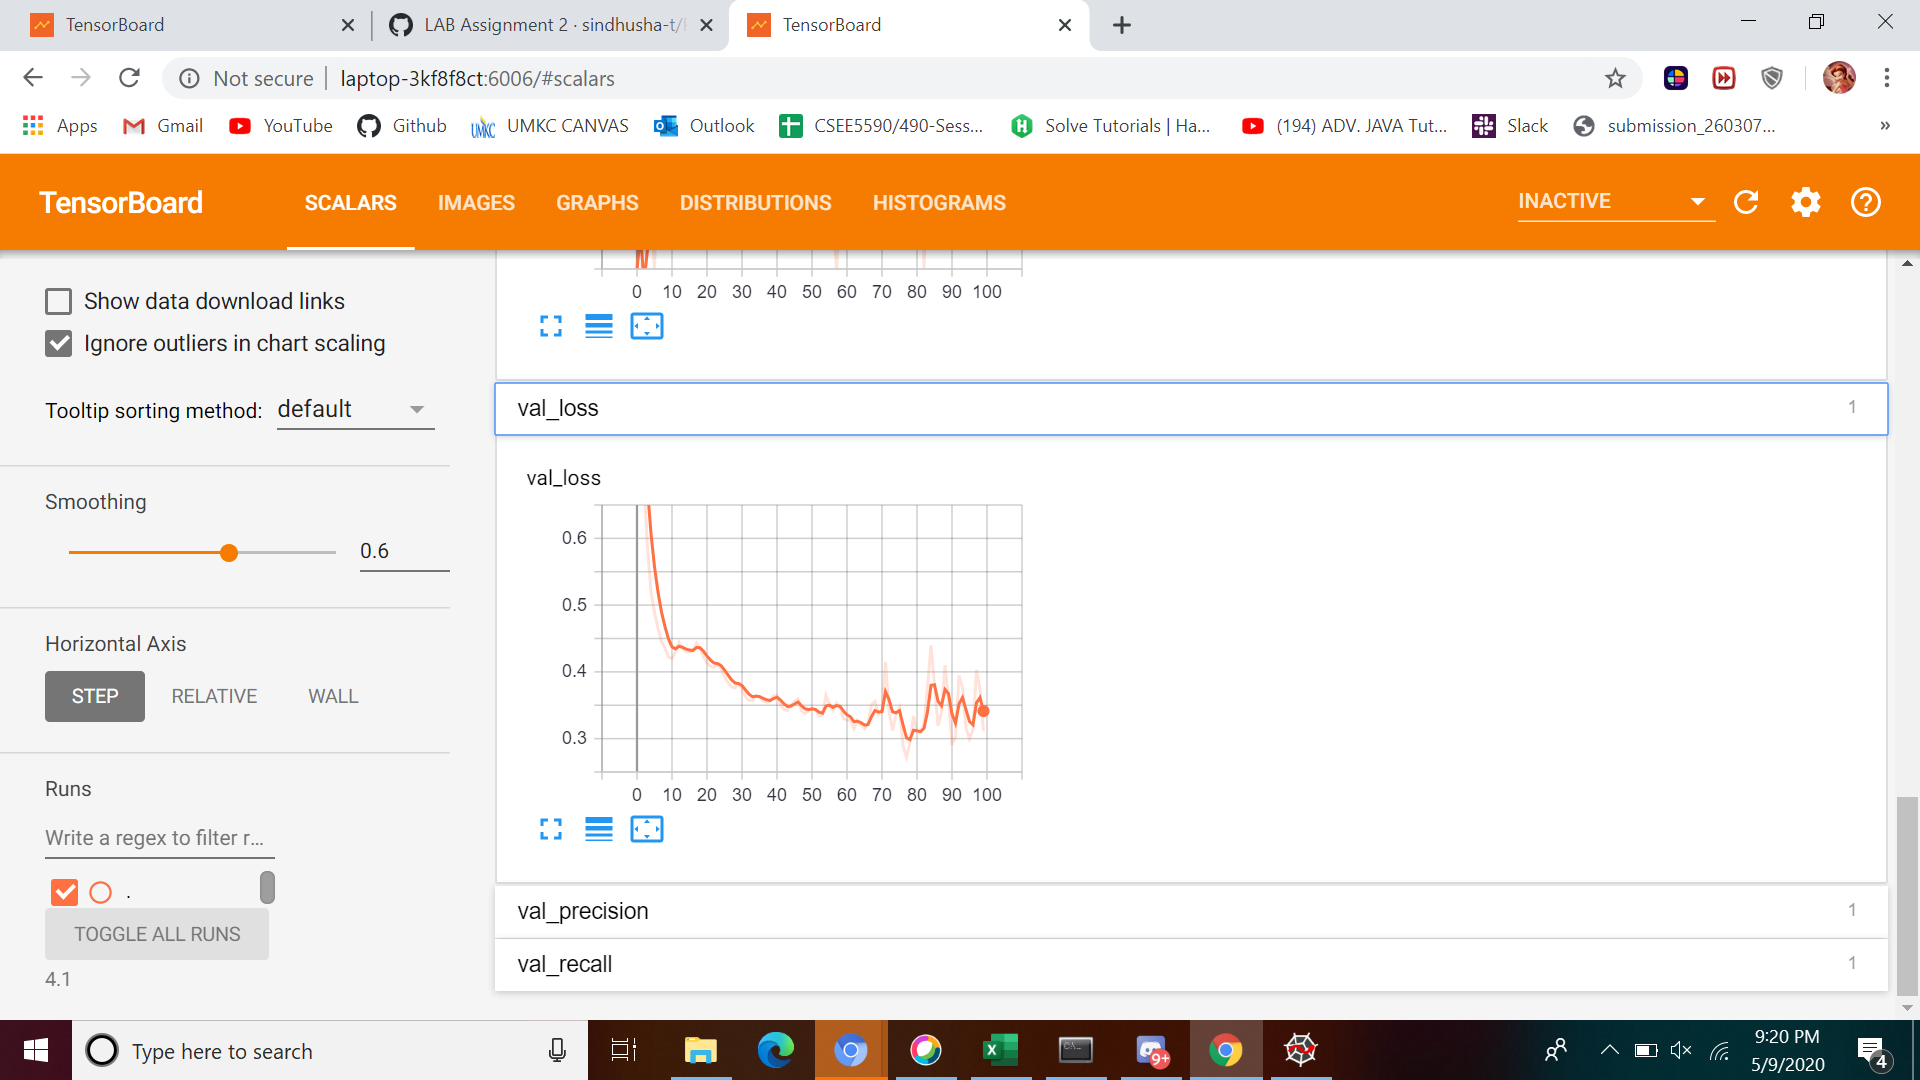 TensorBoard
LAB Assignment 2 · sindhusha-t/
TensorBoard
Not secure
laptop-3kf8f8ct:6006/#scalars
Apps
Gmail
YouTube
Github
UMKC CANVAS
Outlook
CSEE5590/490-Sess...
Solve Tutorials | Ha...
(194) ADV. JAVA Tut...
Slack
submission_260307...
»
TensorBoard
SCALARS
IMAGES
GRAPHS
DISTRIBUTIONS
HISTOGRAMS
INACTIVE
Show data download links
Ignore outliers in chart scaling
Tooltip sorting method: default
Smoothing
0.6
Horizontal Axis
STEP
RELATIVE
WALL
Runs
Write a regex to filter r...
.
TOGGLE ALL RUNS
4.1
0 10 20 30 40 50 60 70 80 90 100
val_loss
1
val_loss
0.6
0.5
0.4
0.3
0 10 20 30 40 50 60 70 80 90 100
val_precision
1
val_recall
1
Type here to search
9+
9:20 PM
5/9/2020
4